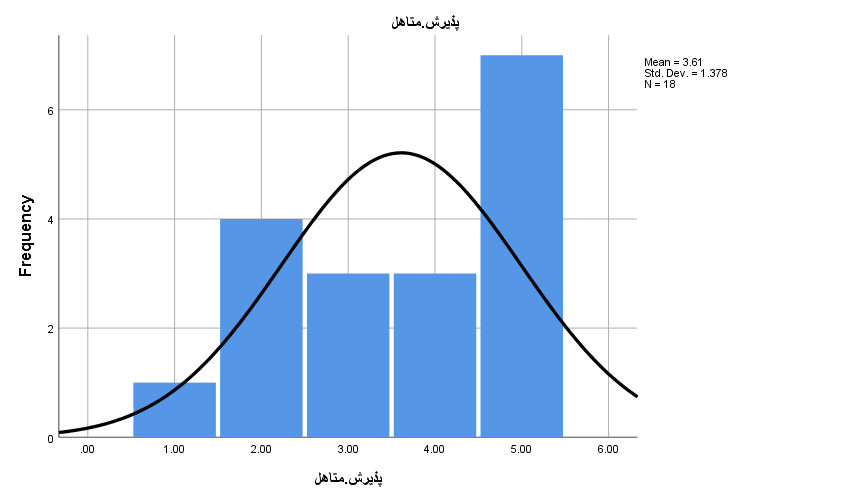 پذیرش.متاهل
Mean = 3.61
Std. Dev. = 1.378
N = 18
Frequency
6
4
2
0
.00 1.00 2.00 3.00 4.00 5.00 6.00
پذیرش.متاهل